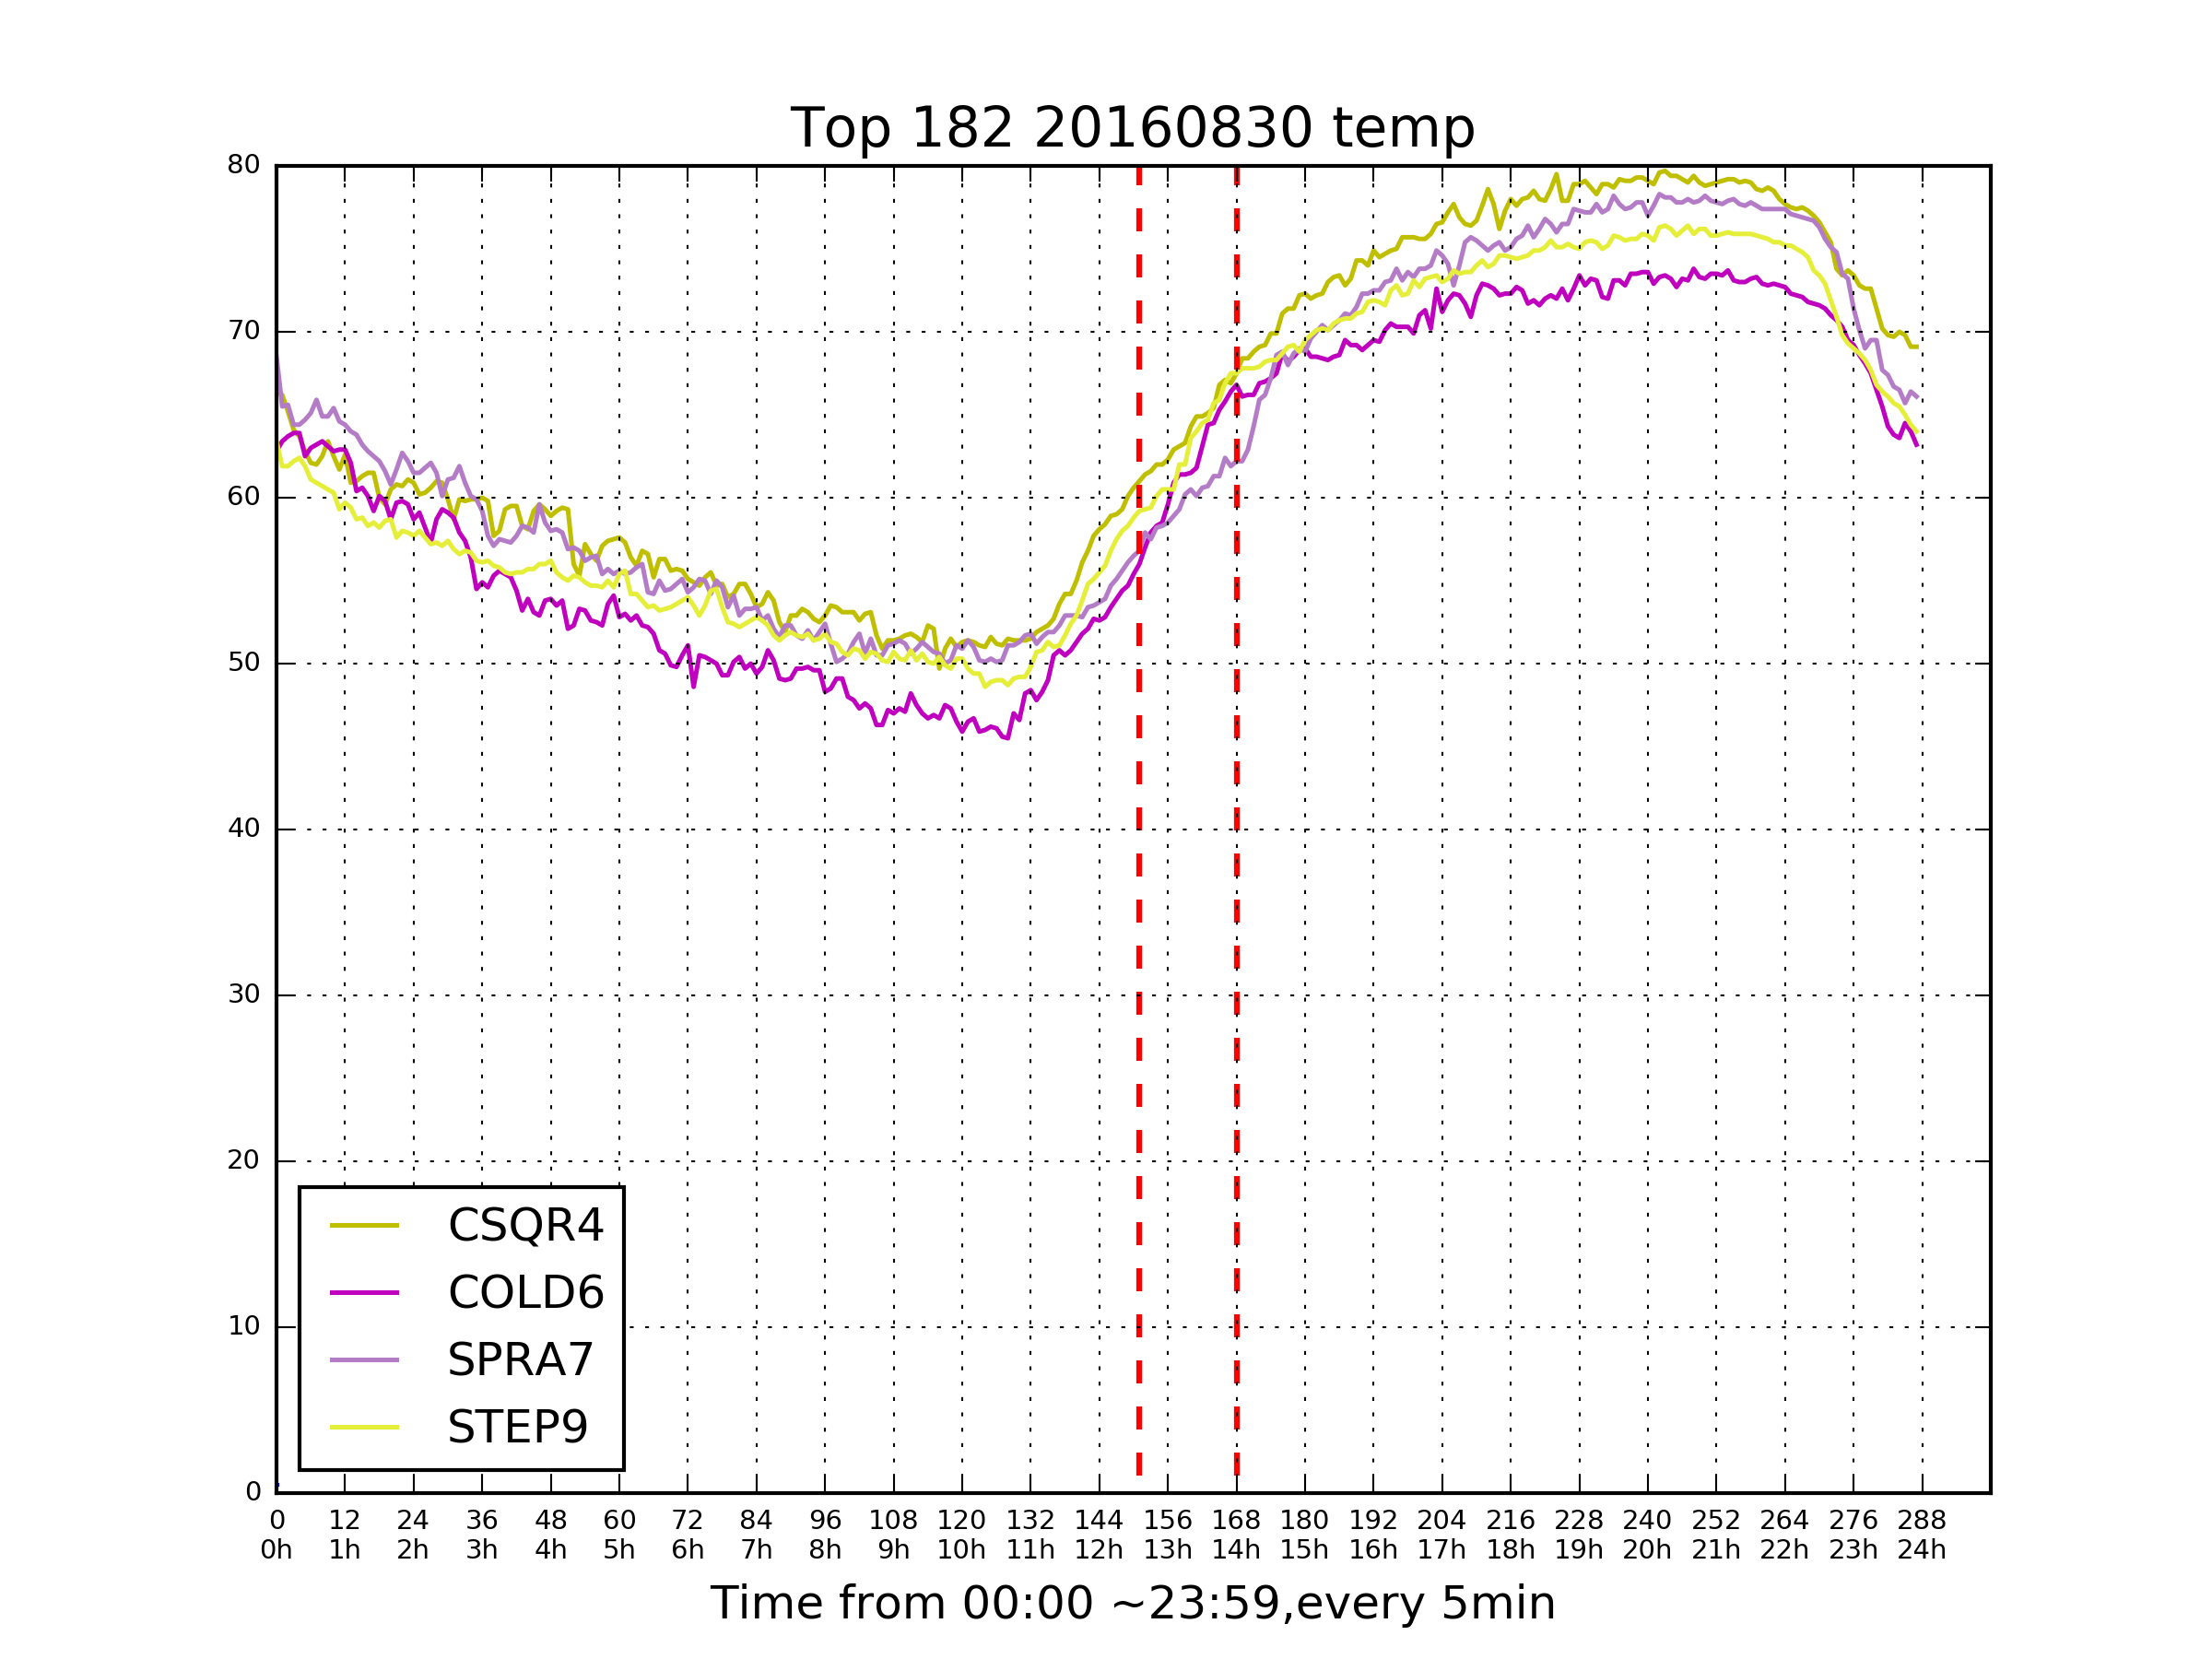 Top 182 20160830 temp
80
70
60
50
40
30
20
10
0
CSQR4
COLD6
SPRA7
STEP9
0 12 24 36 48 60 72 84 96 108 120 132 144 156 168 180 192 204 216 228 240 252 264 276 288
0h 1h 2h 3h 4h 5h 6h 7h 8h 9h 10h 11h 12h 13h 14h 15h 16h 17h 18h 19h 20h 21h 22h 23h 24h
Time from 00:00 ~23:59,every 5min